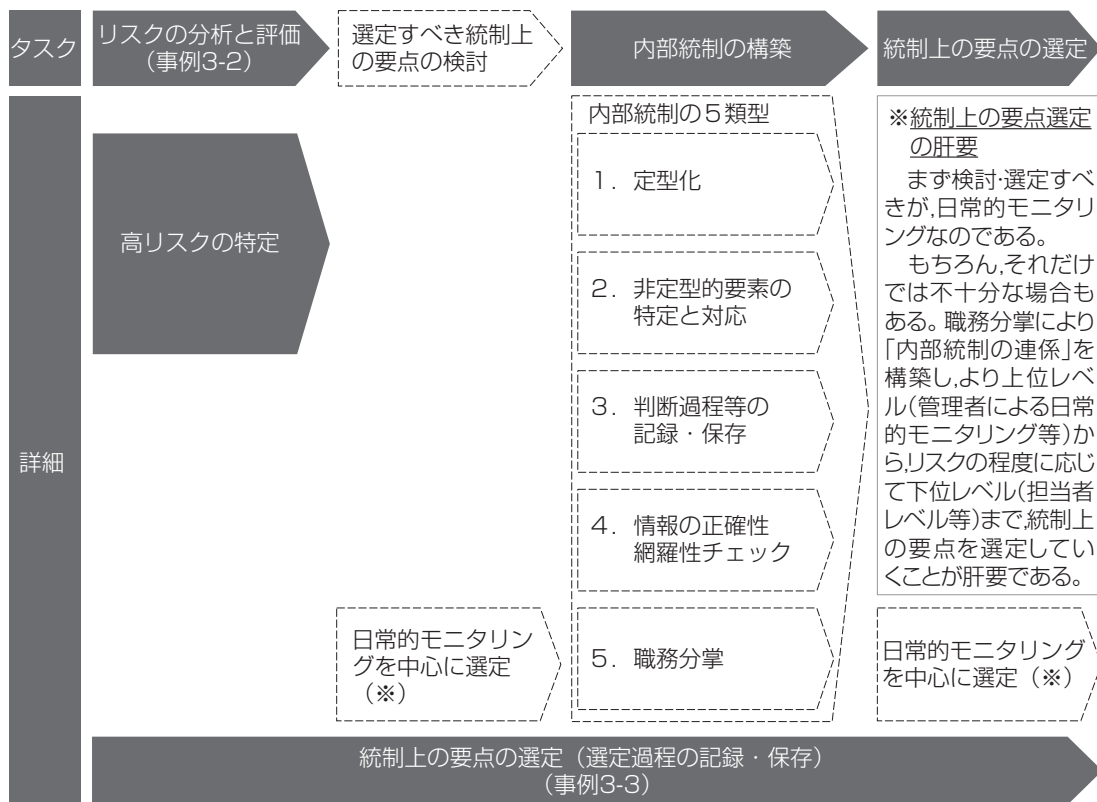 タスク
リスクの分析と評価
(事例3-2)
選定すべき統制上
の要点の検討
内部統制の構築
統制上の要点の選定
詳細
高リスクの特定
日常的モニタリン
グを中心に選定
(※)
内部統制の5類型
1．定型化
2．非定型的要素の
特定と対応
3．判断過程等の
記録・保存
4．情報の正確性
網羅性チェック
5．職務分掌
※統制上の要点選定
の肝要
まず検討・選定すべ
きが,日常的モニタリ
ングなのである。
もちろん,それだけ
では不十分な場合も
ある。職務分掌により
「内部統制の連係」を
構築し,より上位レベ
ル(管理者による日常
的モニタリング等)か
ら,リスクの程度に応じ
て下位レベル(担当者
レベル等)まで,統制上
の要点を選定してい
くことが肝要である。
日常的モニタリング
を中心に選定（※）
統制上の要点の選定（選定過程の記録・保存）
(事例3-3)